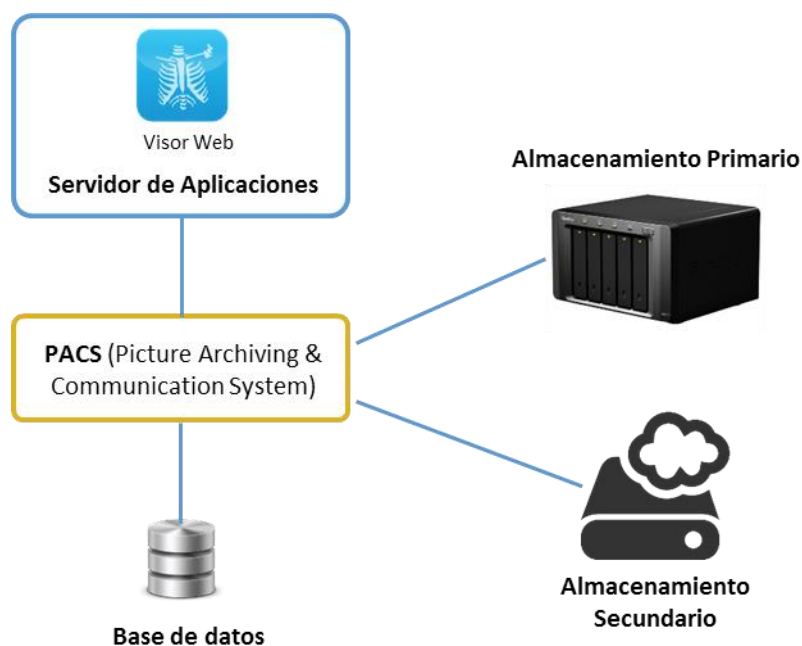 Visor Web
Servidor de Aplicaciones
Almacenamiento Primario
PACS (Picture Archiving &
Communication System)
Almacenamiento
Secundario
Base de datos